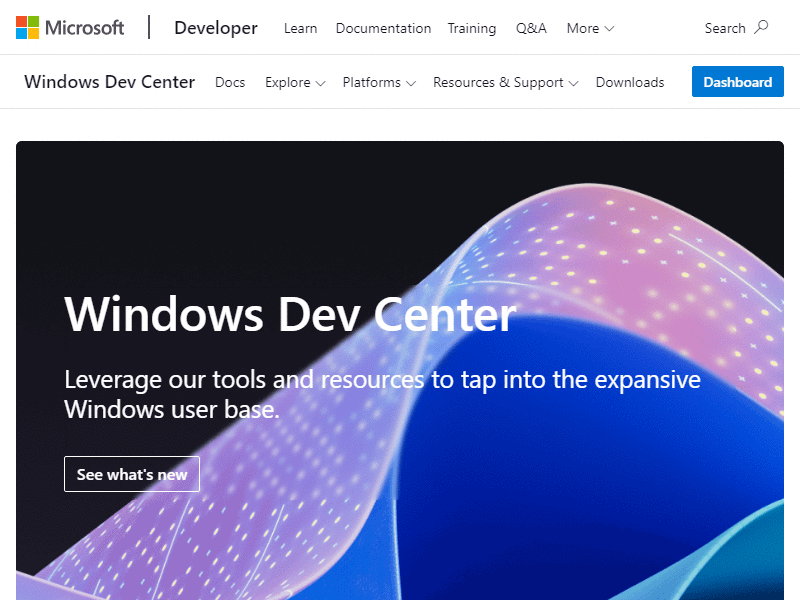 Microsoft Developer Learn Documentation Training Q&A More Search
Windows Dev Center Docs Explore Platforms Resources & Support Downloads Dashboard
Windows Dev Center
Leverage our tools and resources to tap into the expansive
Windows user base.
See what's new